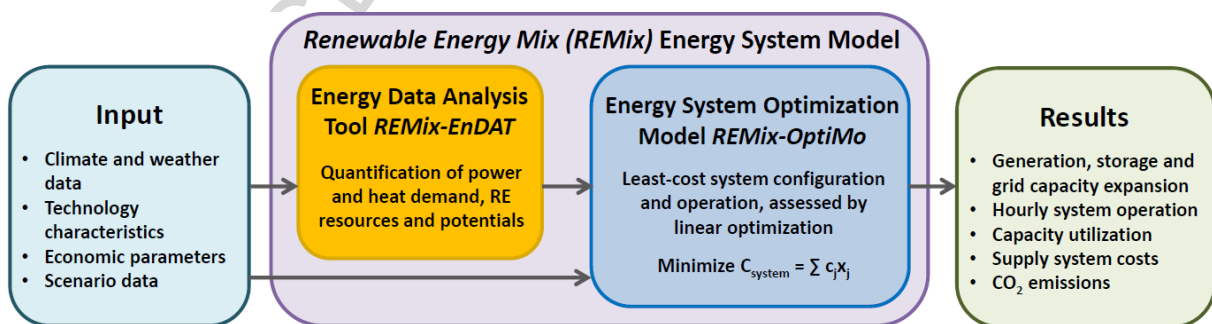 Renewable Energy Mix (REMix) Energy System Model
Input
• Climate and weather
data
• Technology
characteristics
• Economic parameters
• Scenario data
Energy Data Analysis
Tool REMix-EnDAT
Quantification of power
and heat demand, RE
resources and potentials
Energy System Optimization
Model REMix-OptiMo
Least-cost system configuration
and operation, assessed by
linear optimization
Minimize C_system = ∑ c_j x_j
Results
• Generation, storage and
grid capacity expansion
• Hourly system operation
• Capacity utilization
• Supply system costs
• CO₂ emissions